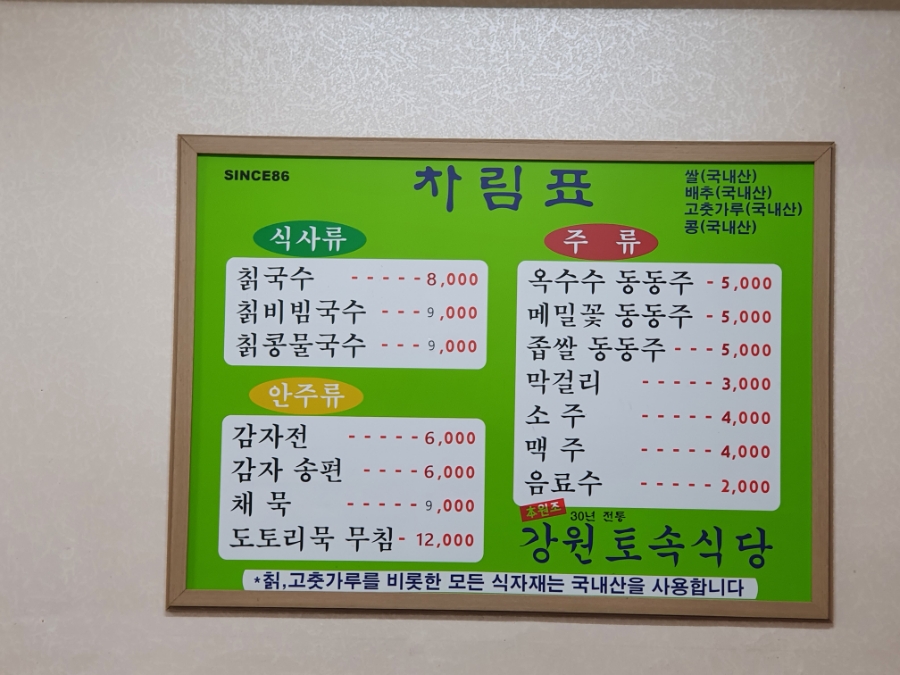 SINCE86
차림표
쌀(국내산)
배추(국내산)
고춧가루(국내산)
콩(국내산)
식사류
칡국수 - - - - - 8,000
칡비빔국수 - - - 9,000
칡콩물국수 - - - 9,000
안주류
감자전 - - - - - 6,000
감자 송편 - - - - 6,000
채 묵 - - - - - 9,000
도토리묵 무침 - 12,000
주 류
옥수수 동동주 - 5,000
메밀꽃 동동주 - 5,000
좁쌀 동동주 - - - 5,000
막걸리 - - - - - 3,000
소 주 - - - - - 4,000
맥 주 - - - - - 4,000
음료수 - - - - - 2,000
本원조 30년 전통
강원토속식당
*칡,고춧가루를 비롯한 모든 식자재는 국내산을 사용합니다